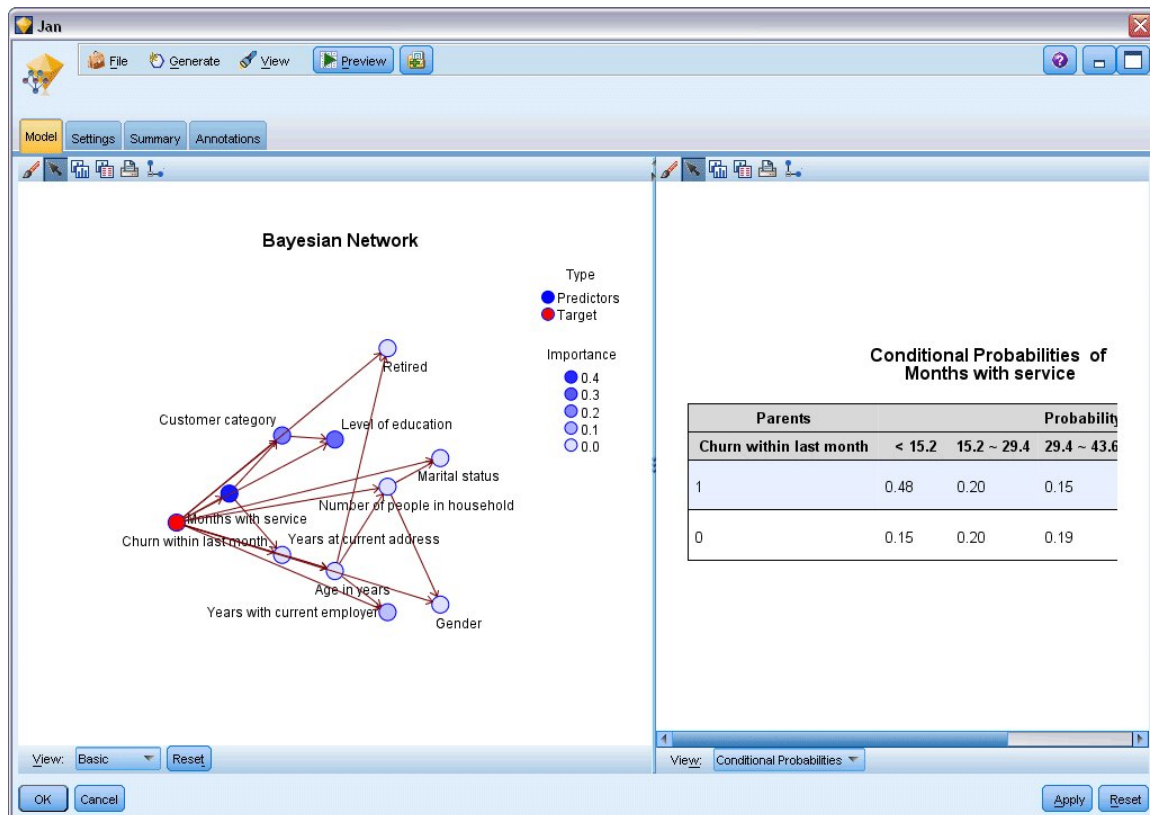 Jan
File Generate View Preview
Model Settings Summary Annotations
Bayesian Network
Type
Predictors
Target
Importance
0.4
0.3
0.2
0.1
0.0
Retired
Customer category
Level of education
Marital status
Number of people in household
Months with service
Churn within last month
Years at current address
Age in years
Years with current employer
Gender
View: Basic Reset
Conditional Probabilities of
Months with service
Parents Probability
Churn within last month < 15.2 15.2 ~ 29.4 29.4 ~ 43.6
1 0.48 0.20 0.15
0 0.15 0.20 0.19
View: Conditional Probabilities
OK Cancel Apply Reset